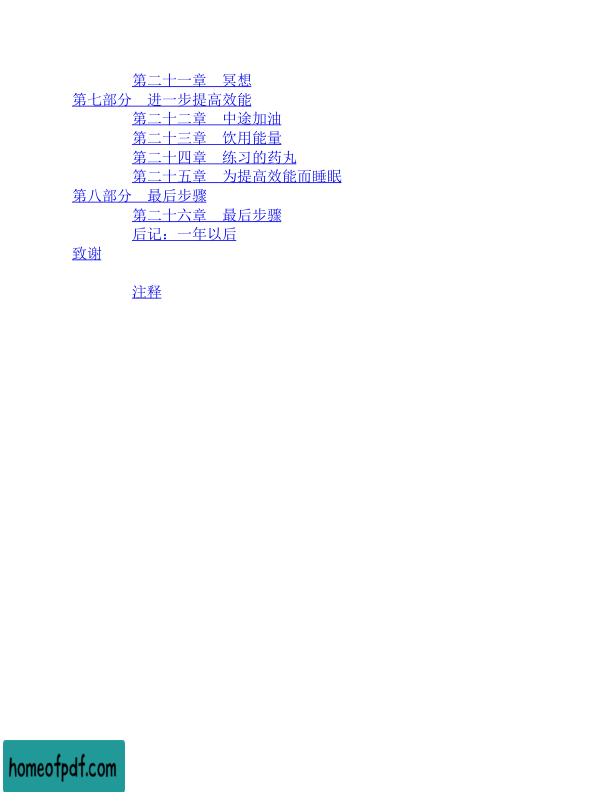 第二十一章　冥想
第七部分　进一步提高效能
第二十二章　中途加油
第二十三章　饮用能量
第二十四章　练习的药丸
第二十五章　为提高效能而睡眠
第八部分　最后步骤
第二十六章　最后步骤
后记：一年以后
致谢
注释
homeofpdf.com